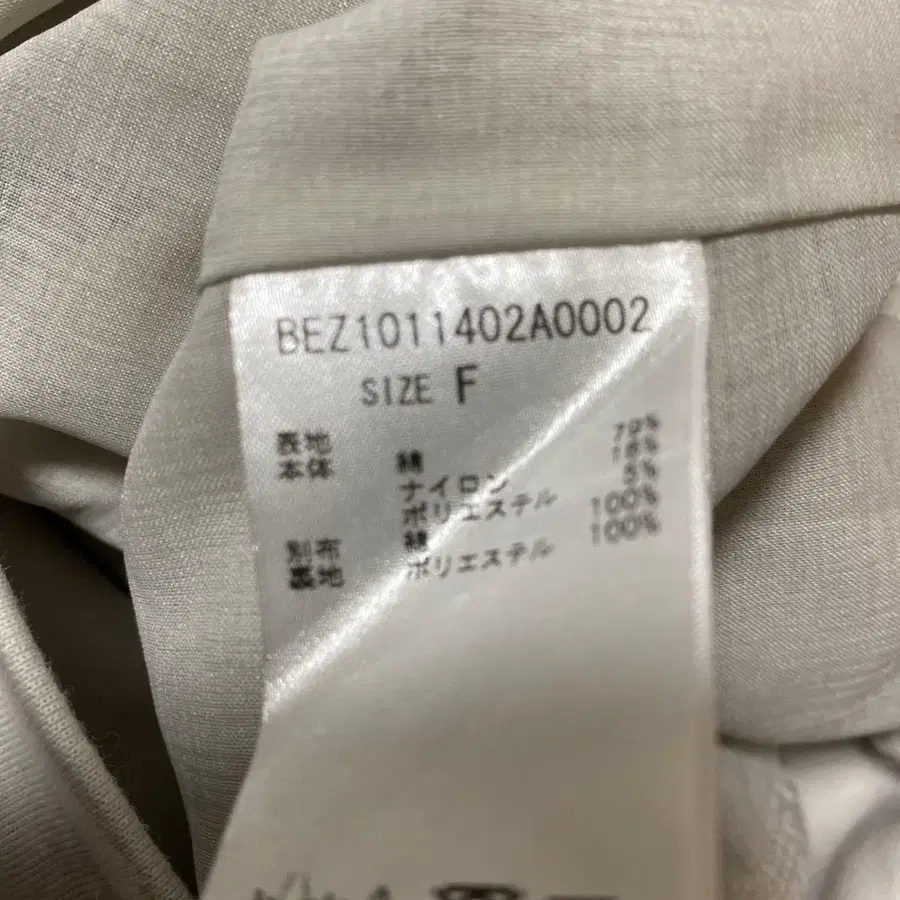 BEZ1011402A0002
SIZE F
表地
本体 綿 79%
ナイロン 16%
ポリエステル 5%
別布 綿 100%
裏地 ポリエステル 100%